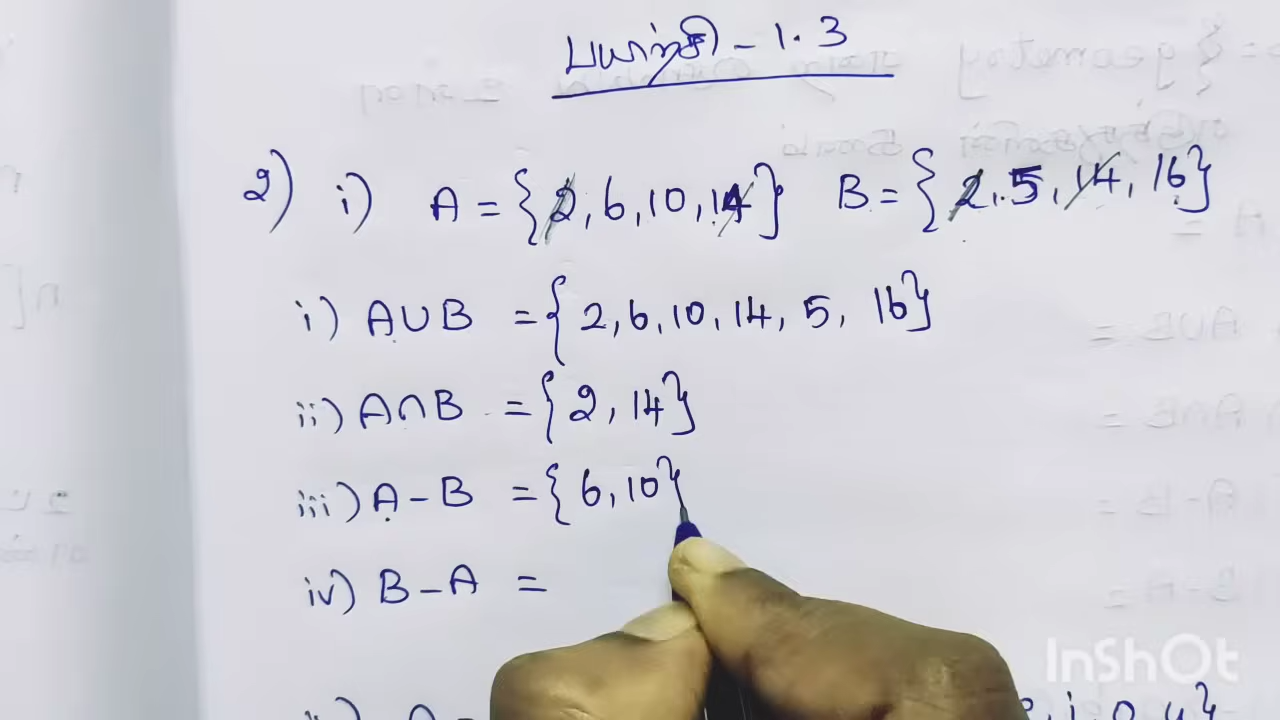 பயிற்சி - 1.3
2) i) A = {2, 6, 10, 14} B = {2, 5, 14, 16}
i) A∪B = {2, 6, 10, 14, 5, 16}
ii) A∩B = {2, 14}
iii) A - B = {6, 10}
iv) B - A =
i, o, u}
InShOt